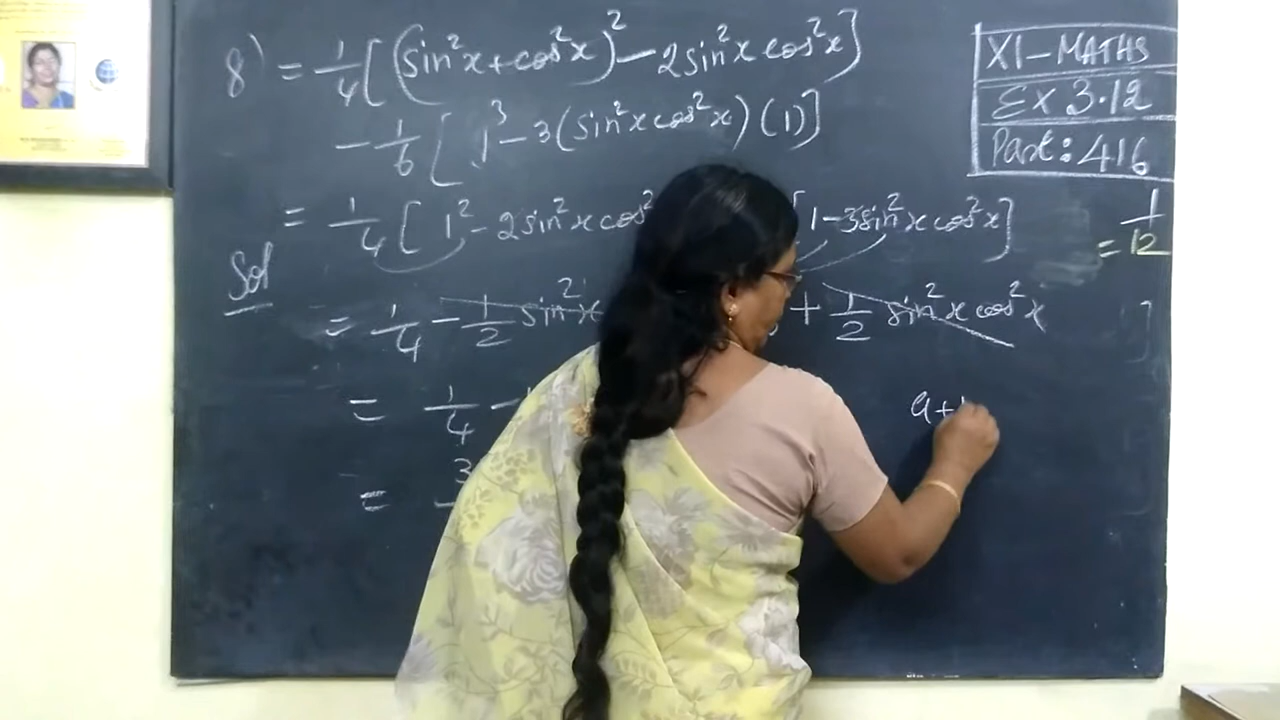 8) = 1/4 [(sin²x + cos²x)² - 2sin²x cos²x]
- 1/6 [1³ - 3(sin²x cos²x)(1)]
= 1/4 [1² - 2sin²x cos² [1 - 3sin²x cos²x]
Sol
= 1/4 - 1/2 sin²x + 1/2 sin²x cos²x
= 1/4 -
= 3
a +
XI-MATHS
Ex 3.12
Part: 416
= 1/12